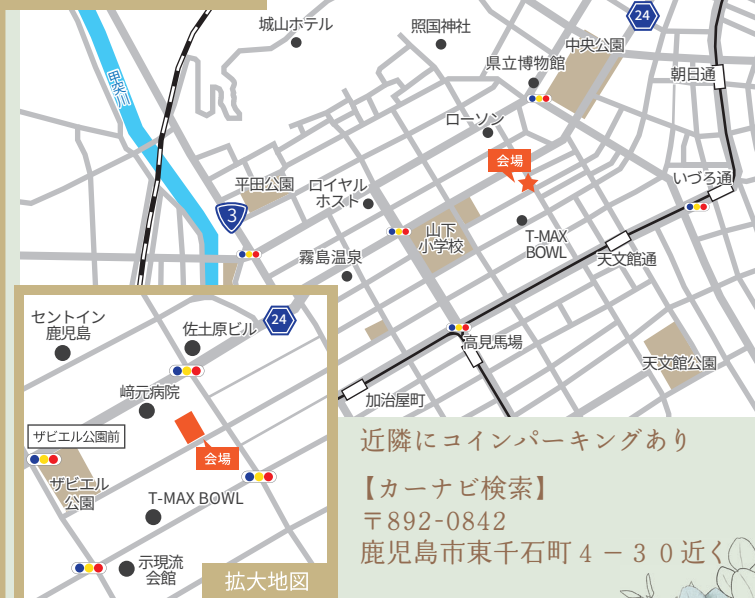 城山ホテル
照国神社
24
中央公園
県立博物館
朝日通
甲突川
ローソン
会場
いづろ通
平田公園
ロイヤル
ホスト
3
山下
小学校
T-MAX
BOWL
霧島温泉
天文館通
高見馬場
天文館公園
加治屋町
セントイン
鹿児島
佐土原ビル
24
﨑元病院
ザビエル公園前
会場
ザビエル
公園
T-MAX BOWL
示現流
会館
拡大地図
近隣にコインパーキングあり
【カーナビ検索】
〒892-0842
鹿児島市東千石町４－３０近く